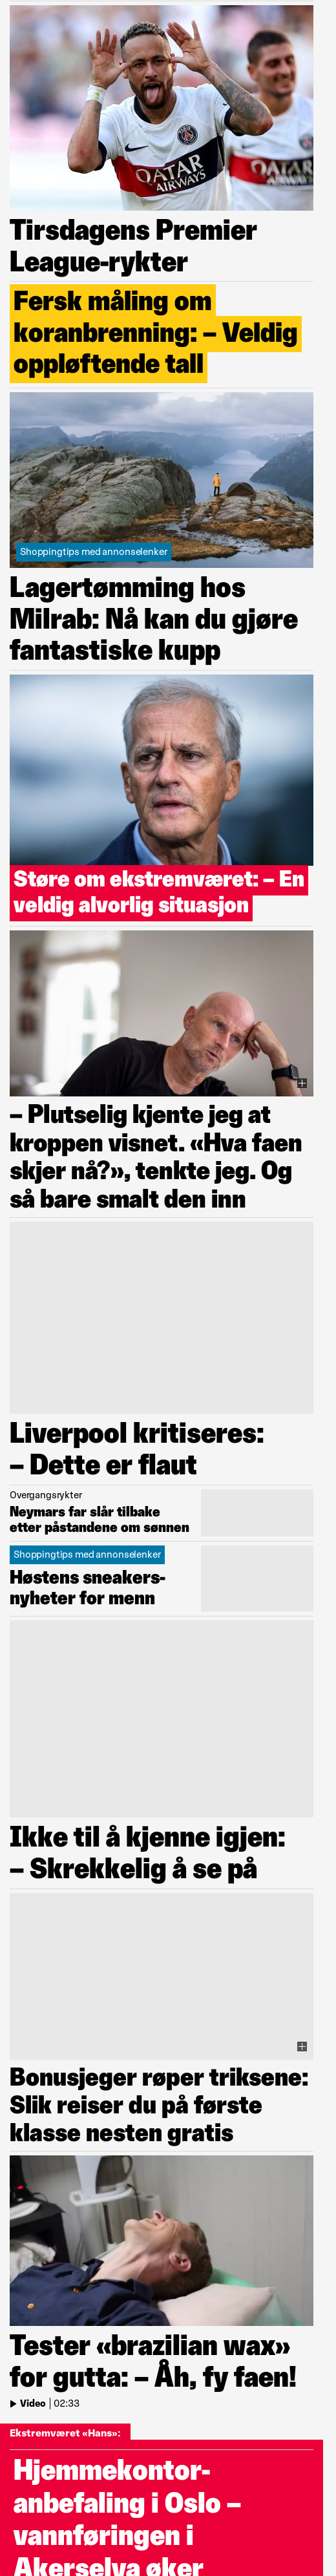 QATAR
AIRWAYS
QATAR
Tirsdagens Premier
League-rykter
Fersk måling om
koranbrenning: – Veldig
oppløftende tall
Shoppingtips med annonselenker
Lagertømming hos
Milrab: Nå kan du gjøre
fantastiske kupp
Støre om ekstremværet: – En
veldig alvorlig situasjon
– Plutselig kjente jeg at
kroppen visnet. «Hva faen
skjer nå?», tenkte jeg. Og
så bare smalt den inn
Liverpool kritiseres:
– Dette er flaut
Overgangsrykter
Neymars far slår tilbake
etter påstandene om sønnen
Shoppingtips med annonselenker
Høstens sneakers-
nyheter for menn
Ikke til å kjenne igjen:
– Skrekkelig å se på
Bonusjeger røper triksene:
Slik reiser du på første
klasse nesten gratis
Tester «brazilian wax»
for gutta: – Åh, fy faen!
Video | 02:33
Ekstremværet «Hans»:
Hjemmekontor-
anbefaling i Oslo –
vannføringen i
Akerselva øker